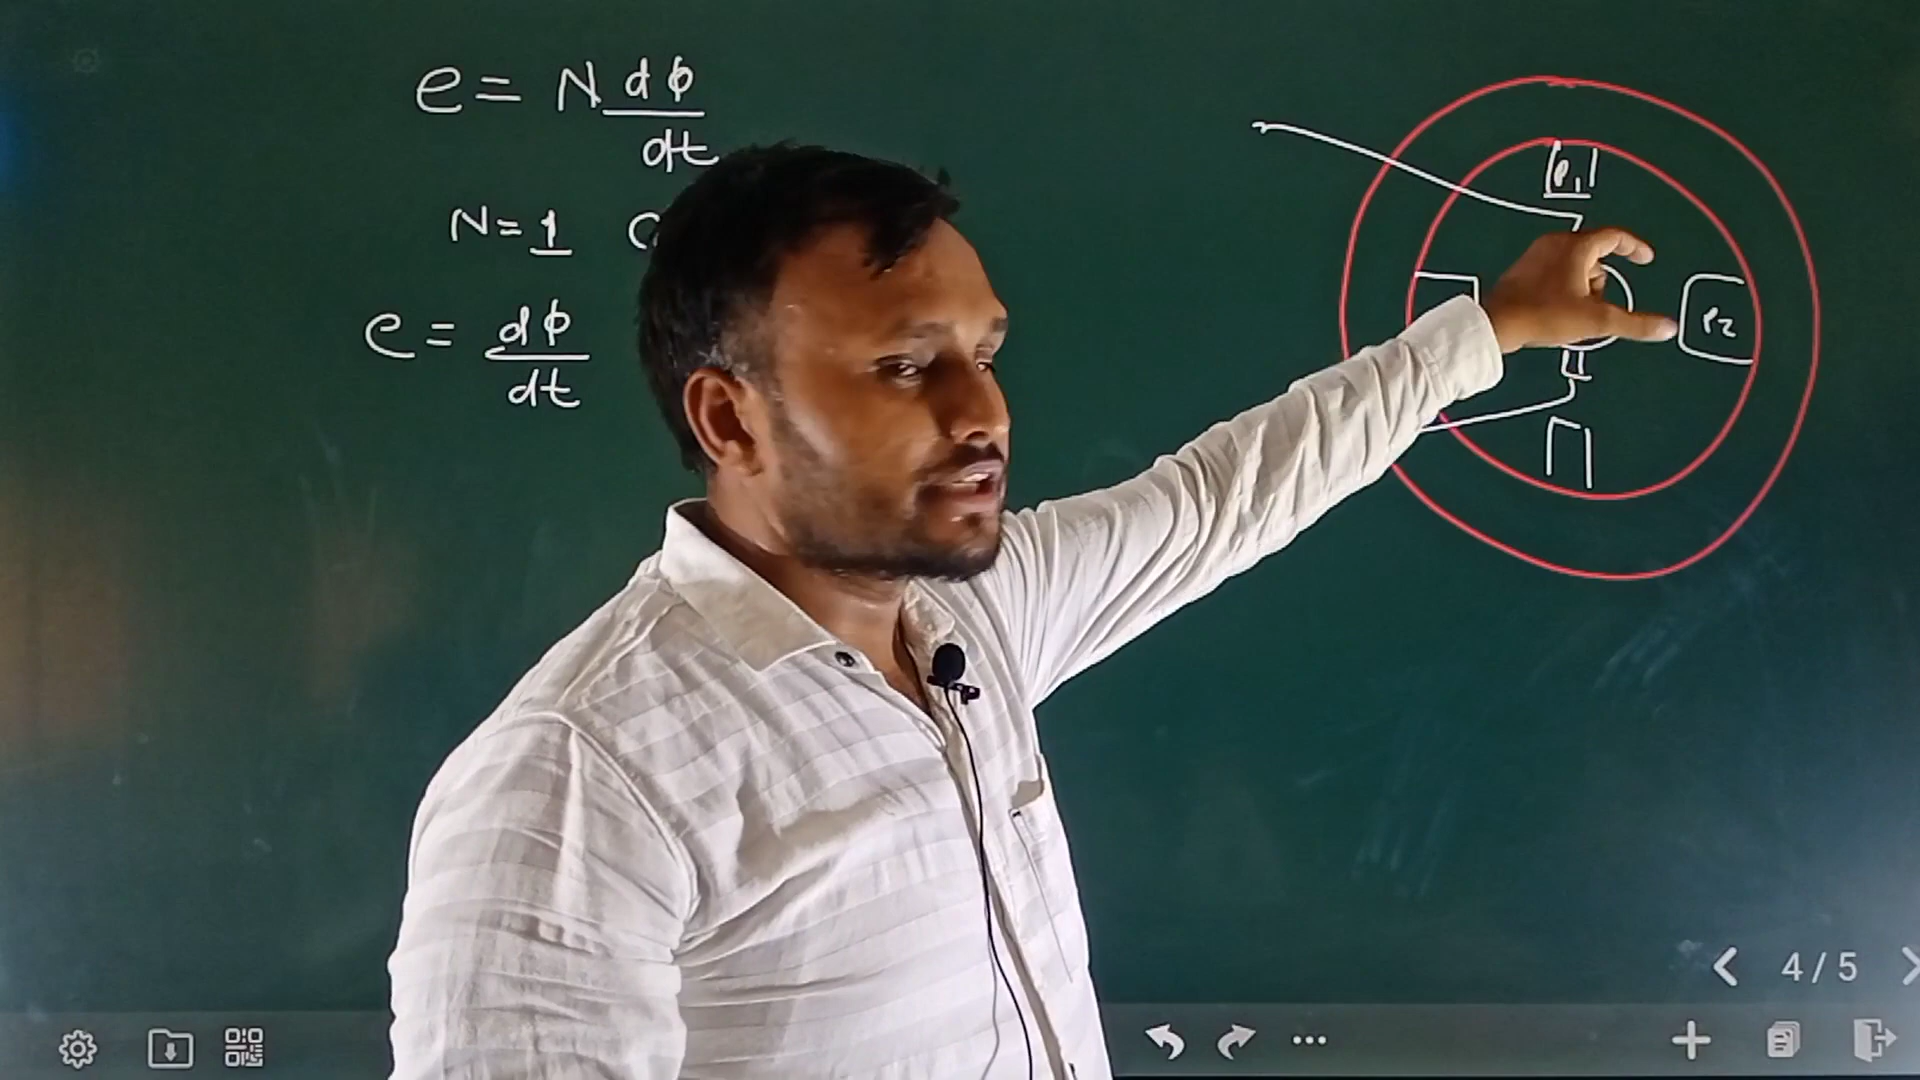 e = N dφ
dt
N = 1
e = dφ
dt
P1
P2
4 / 5